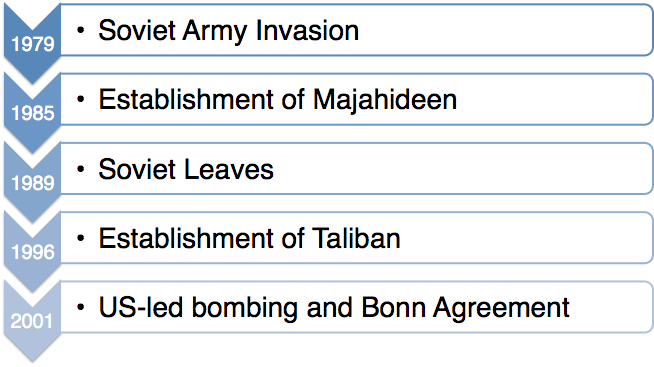 1979
• Soviet Army Invasion
1985
• Establishment of Majahideen
1989
• Soviet Leaves
1996
• Establishment of Taliban
2001
• US-led bombing and Bonn Agreement